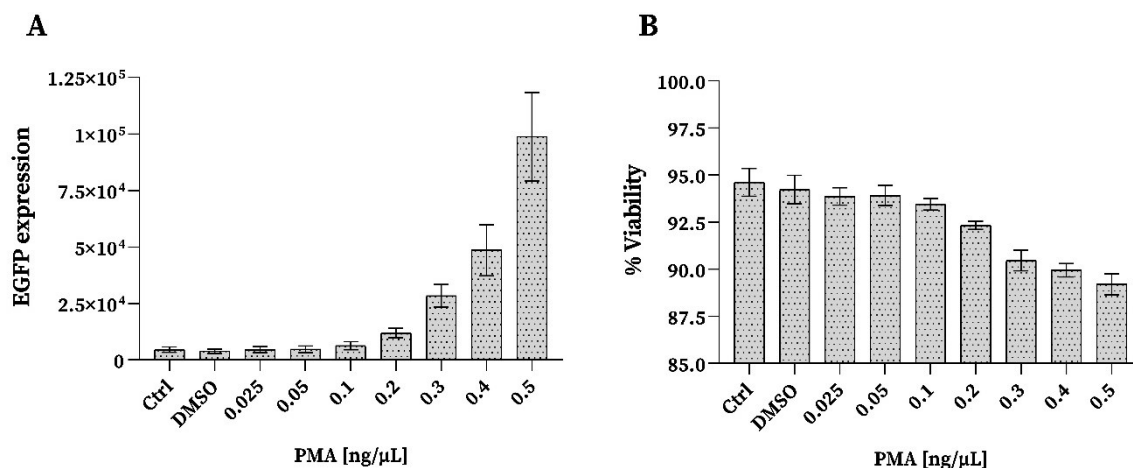 A
EGFP expression
1.25×10⁵
1×10⁵
7.5×10⁴
5×10⁴
2.5×10⁴
0
Ctrl
DMSO
0.025
0.05
0.1
0.2
0.3
0.4
0.5
PMA [ng/µL]
B
% Viability
100.0
97.5
95.0
92.5
90.0
87.5
85.0
Ctrl
DMSO
0.025
0.05
0.1
0.2
0.3
0.4
0.5
PMA [ng/µL]